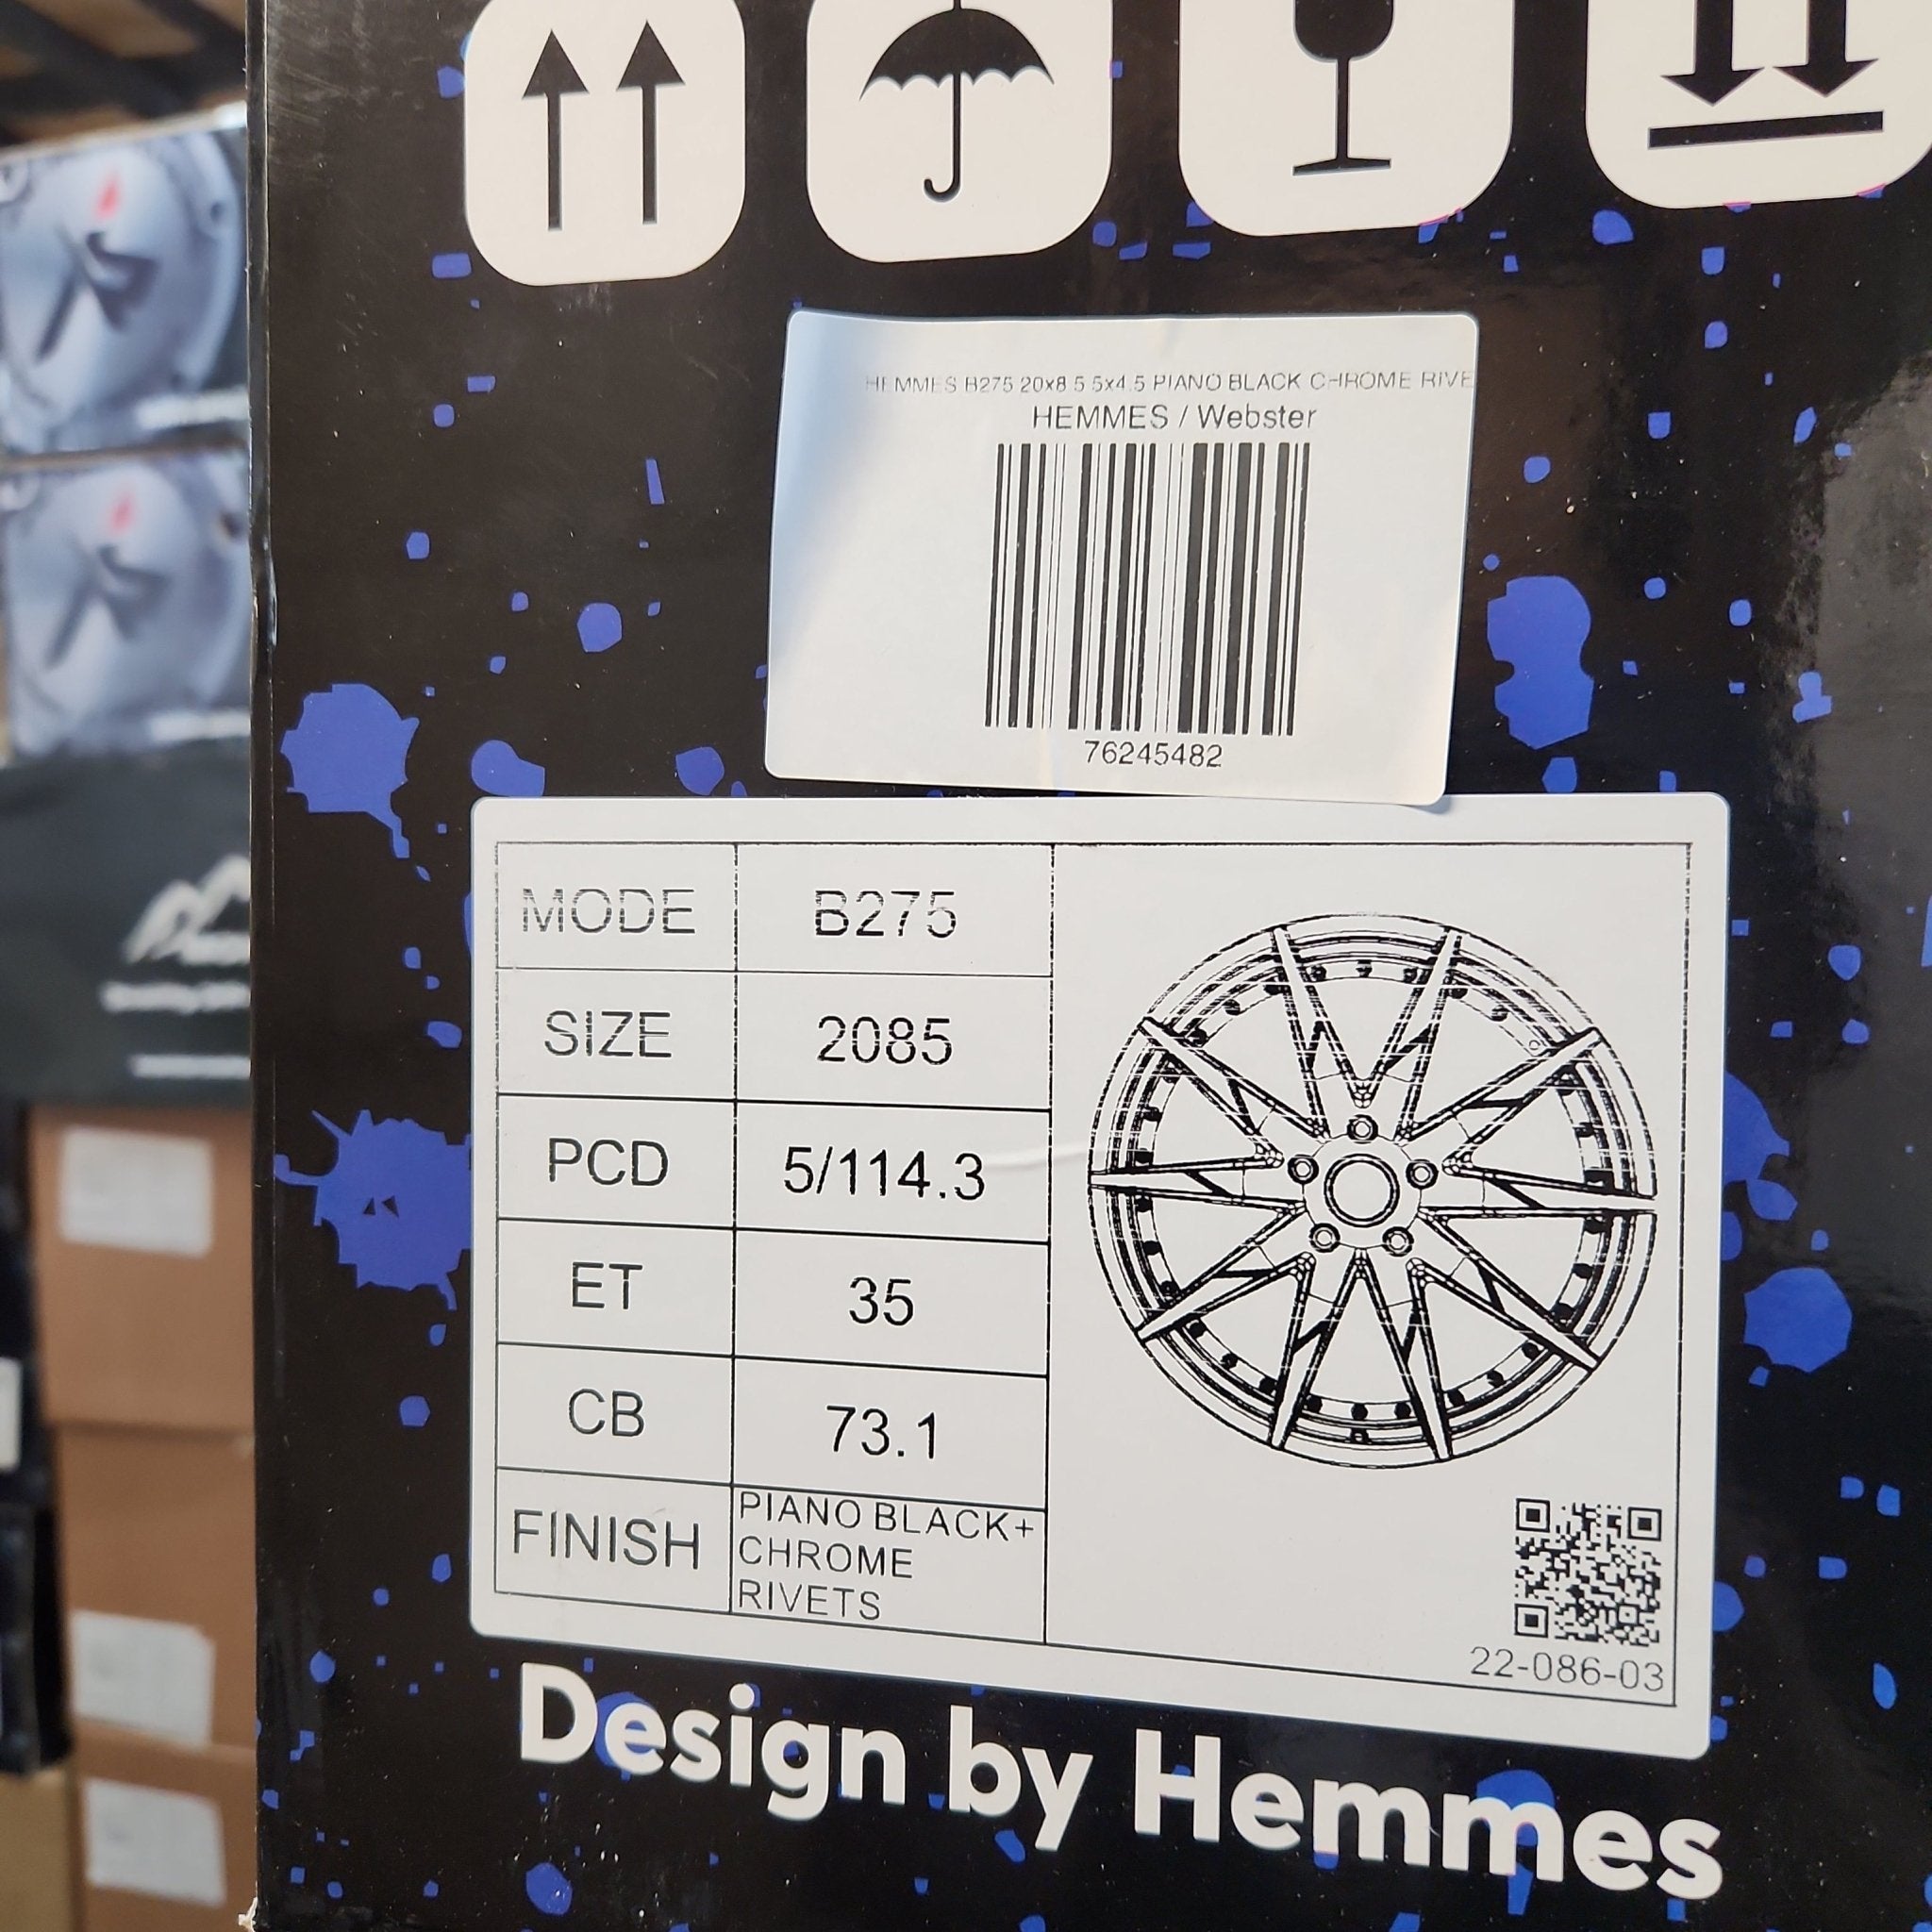 HEMMES B275 20x8.5 5x4.5 PIANO BLACK CHROME RIVE
HEMMES / Webster
76245482
MODE B275
SIZE 2085
PCD 5/114.3
ET 35
CB 73.1
FINISH PIANO BLACK+
CHROME
RIVETS
22-086-03
Design by Hemmes